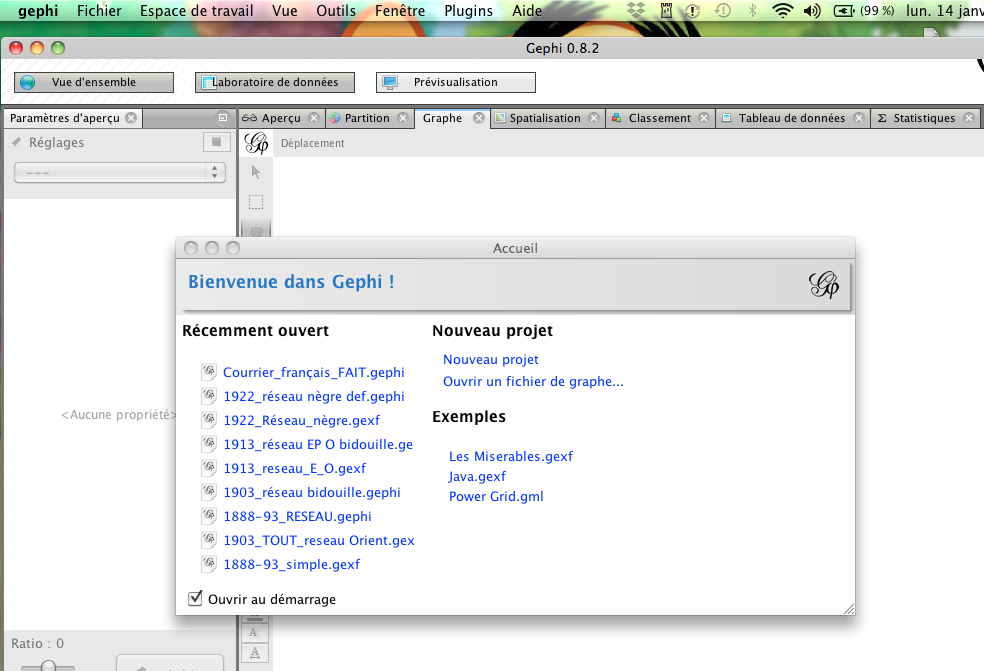 gephi Fichier Espace de travail Vue Outils Fenêtre Plugins Aide (99 %) lun. 14 janv
Gephi 0.8.2
Vue d'ensemble Laboratoire de données Prévisualisation
Paramètres d'aperçu Aperçu Partition Graphe Spatialisation Classement Tableau de données Σ Statistiques
Réglages Déplacement
---
Accueil
Bienvenue dans Gephi !
Récemment ouvert
Courrier_français_FAIT.gephi
1922_réseau nègre def.gephi
1922_Réseau_nègre.gexf
1913_réseau EP O bidouille.ge
1913_reseau_E_O.gexf
1903_réseau bidouille.gephi
1888-93_RESEAU.gephi
1903_TOUT_reseau Orient.gex
1888-93_simple.gexf
Ouvrir au démarrage
Nouveau projet
Nouveau projet
Ouvrir un fichier de graphe...
Exemples
Les Miserables.gexf
Java.gexf
Power Grid.gml
<Aucune propriété>
Ratio : 0
A
A